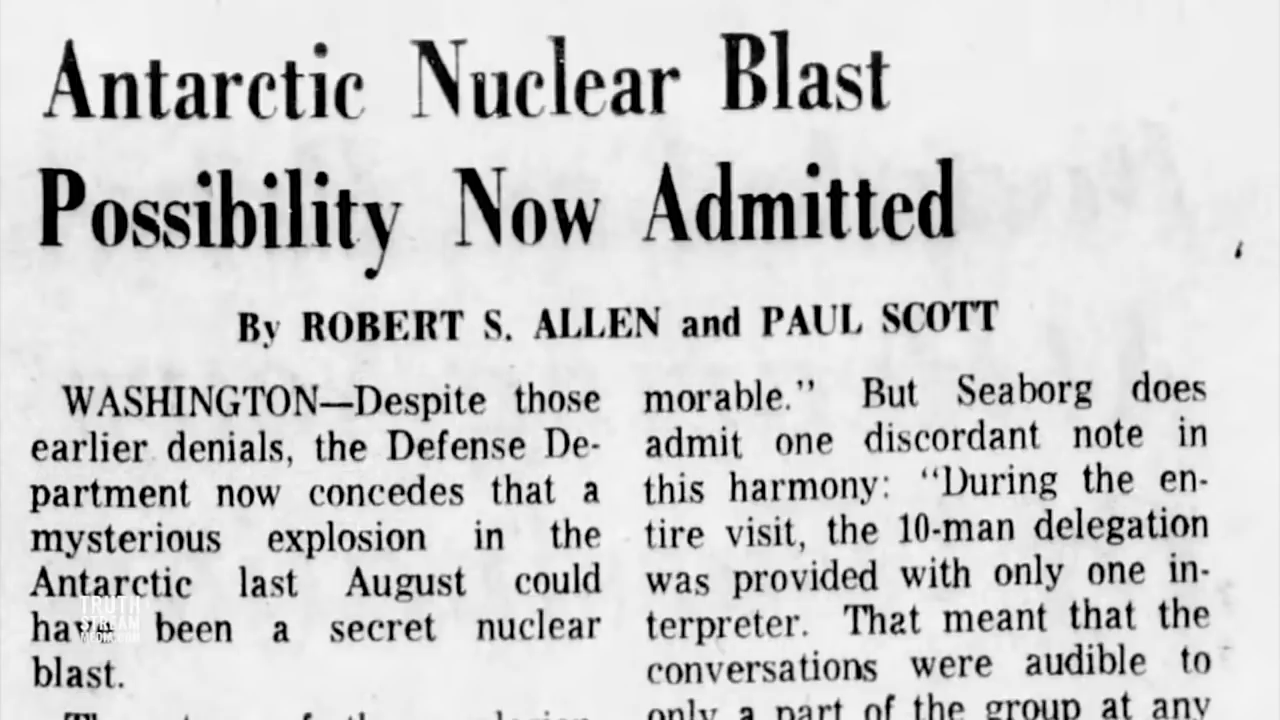 Antarctic Nuclear Blast
Possibility Now Admitted
By ROBERT S. ALLEN and PAUL SCOTT
WASHINGTON—Despite those
earlier denials, the Defense De-
partment now concedes that a
mysterious explosion in the
Antarctic last August could
have been a secret nuclear
blast.
morable." But Seaborg does
admit one discordant note in
this harmony: "During the en-
tire visit, the 10-man delegation
was provided with only one in-
terpreter. That meant that the
conversations were audible to
only a part of the group at any
TRUTH
STREAM
MEDIA.COM